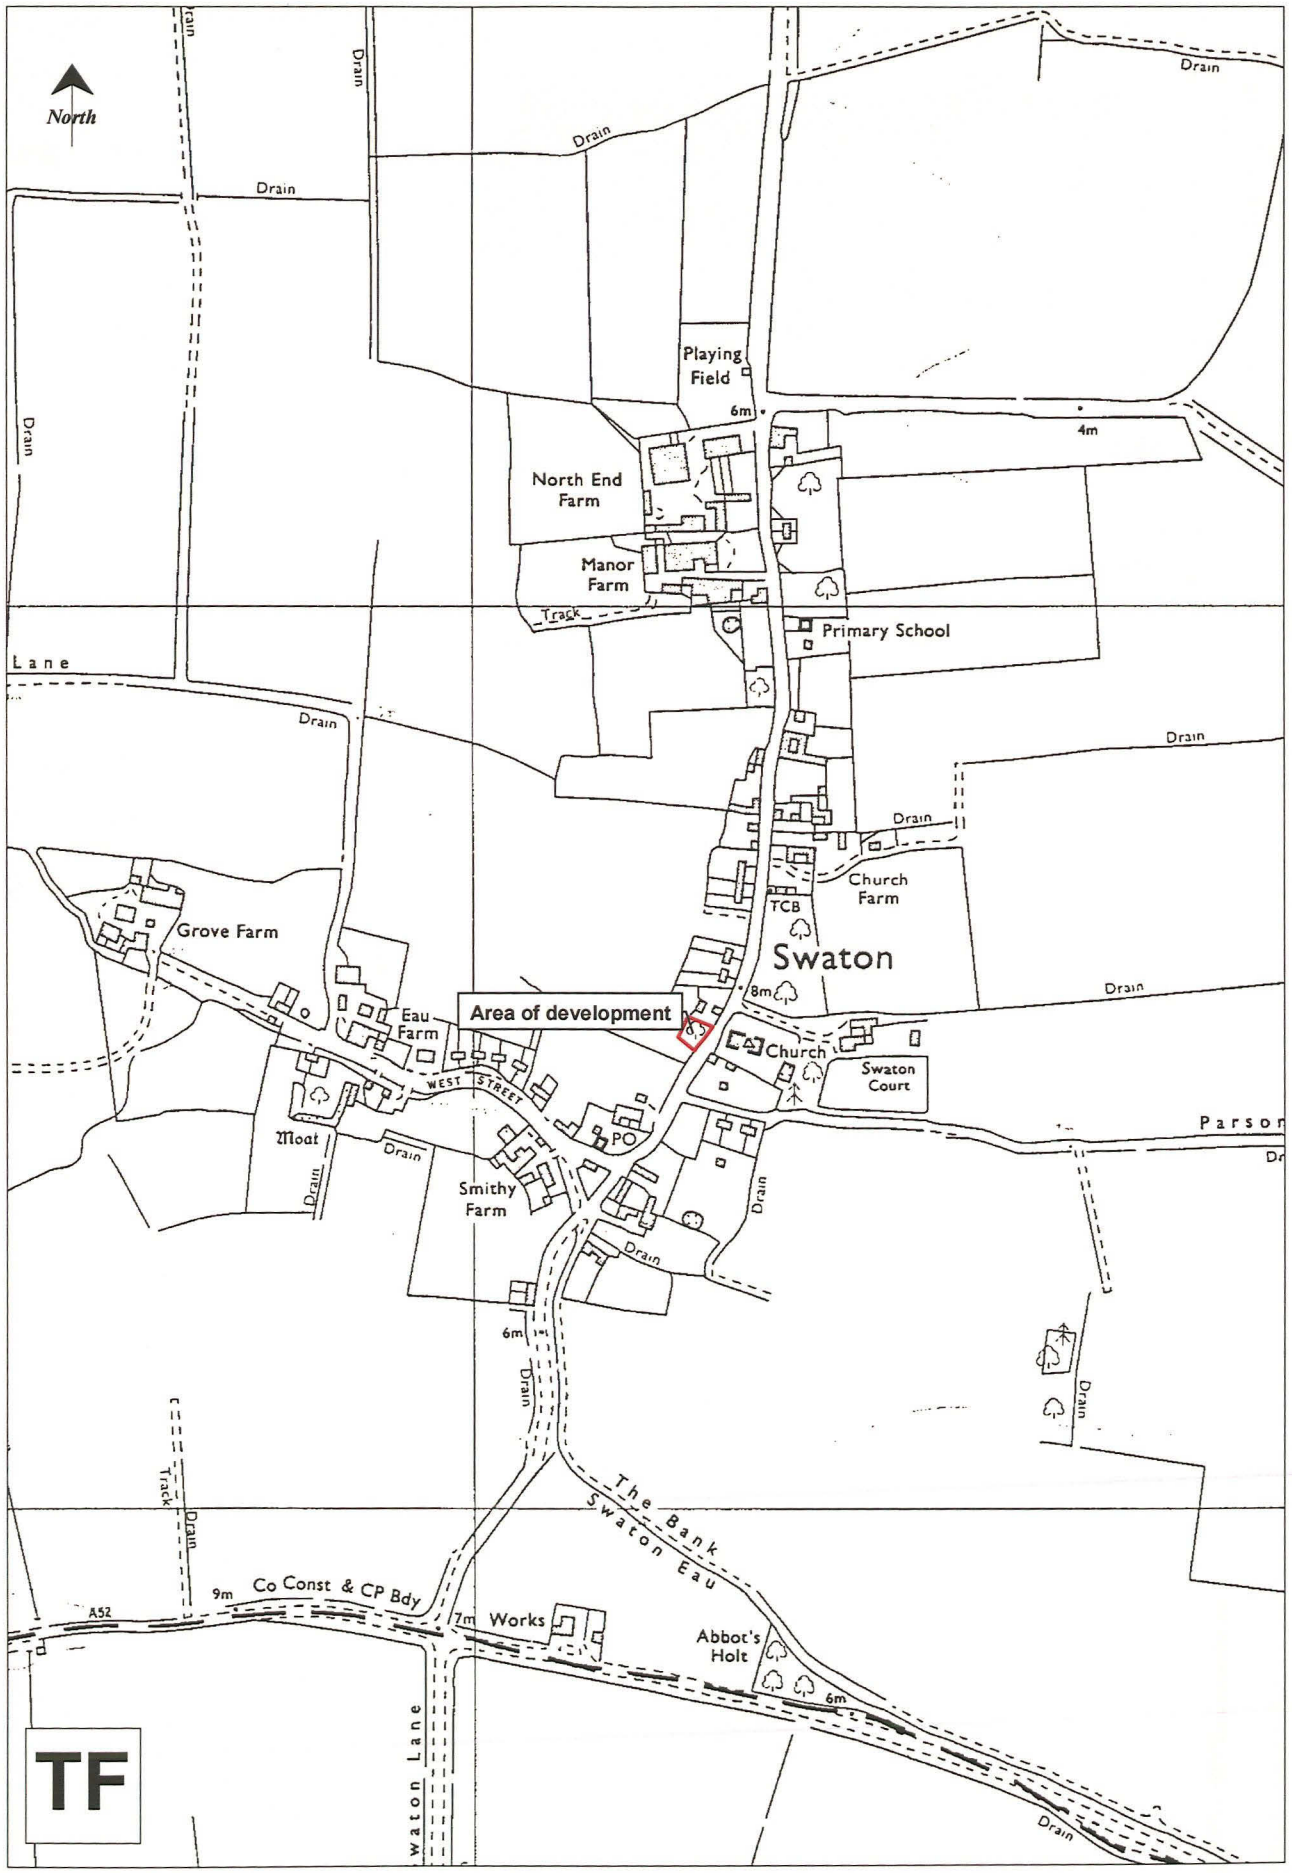 Drain
Drain
Drain
North
Drain
Drain
Playing
Field
6m
4m
Drain
North End
Farm
Manor
Farm
Track
Primary School
Lane
Drain
Drain
Drain
Church
Farm
TCB
Grove Farm
Swaton
8m
Drain
Area of development
Eau
Farm
Church
Swaton
Court
WEST STREET
PO
Moat
Drain
Drain
Smithy
Farm
Drain
Drain
6m
Drain
Drain
The Bank
Swaton Eau
Track
Drain
9m
Co Const & CP Bdy
A52
7m
Works
Abbot's
Holt
6m
Drain
TF